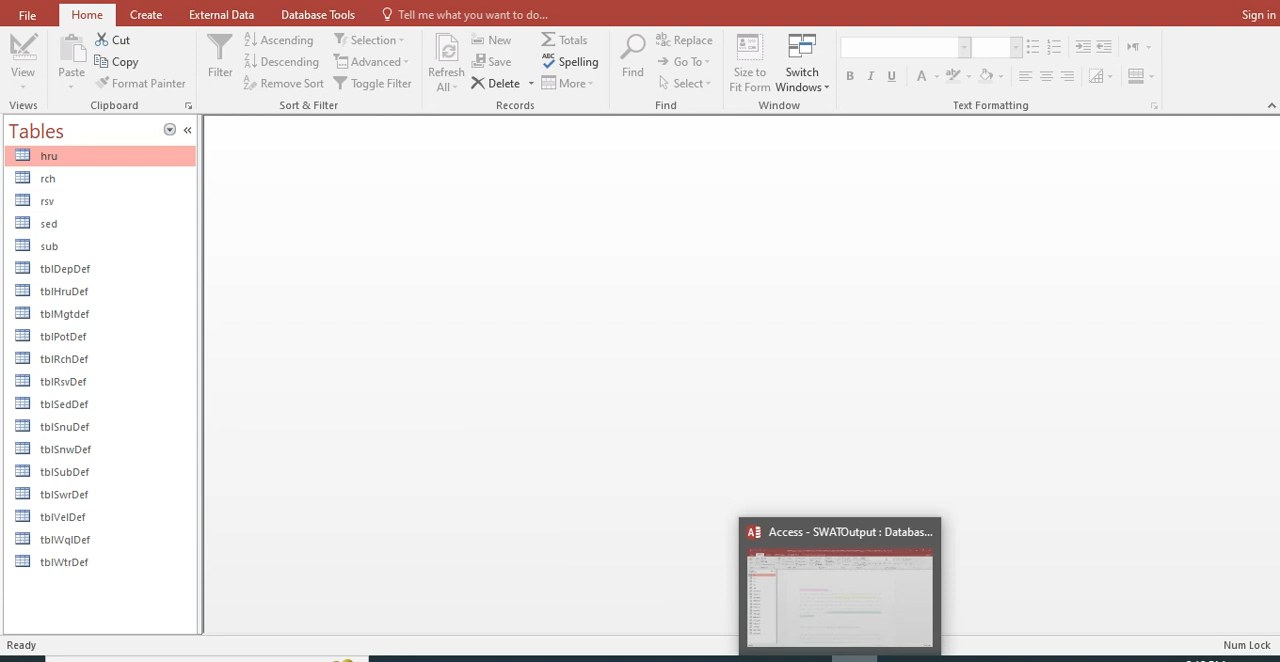 File Home Create External Data Database Tools Tell me what you want to do... Sign in
View Paste Cut Copy Format Painter
Views Clipboard
Filter Ascending Descending Remove Sort Selection Advanced Toggle Filter
Sort & Filter
Refresh All New Save Delete Totals Spelling More
Records
Find Replace Go To Select
Find
Size to Fit Form Switch Windows
Window
B I U A
Text Formatting
Tables
hru
rch
rsv
sed
sub
tblDepDef
tblHruDef
tblMgtdef
tblPotDef
tblRchDef
tblRsvDef
tblSedDef
tblSnuDef
tblSnwDef
tblSubDef
tblSwrDef
tblVelDef
tblWqlDef
tblWtrDef
Access - SWATOutput : Databas...
Ready Num Lock